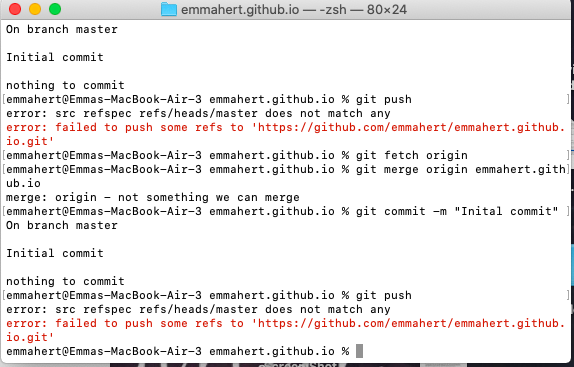 emmahert.github.io — -zsh — 80×24
On branch master
Initial commit
nothing to commit
[emmahert@Emmas-MacBook-Air-3 emmahert.github.io % git push ]
error: src refspec refs/heads/master does not match any
error: failed to push some refs to 'https://github.com/emmahert/emmahert.github.
io.git'
[emmahert@Emmas-MacBook-Air-3 emmahert.github.io % git fetch origin ]
[emmahert@Emmas-MacBook-Air-3 emmahert.github.io % git merge origin emmahert.gith]
ub.io
merge: origin - not something we can merge
[emmahert@Emmas-MacBook-Air-3 emmahert.github.io % git commit -m "Inital commit" ]
On branch master
Initial commit
nothing to commit
[emmahert@Emmas-MacBook-Air-3 emmahert.github.io % git push ]
error: src refspec refs/heads/master does not match any
error: failed to push some refs to 'https://github.com/emmahert/emmahert.github.
io.git'
emmahert@Emmas-MacBook-Air-3 emmahert.github.io %